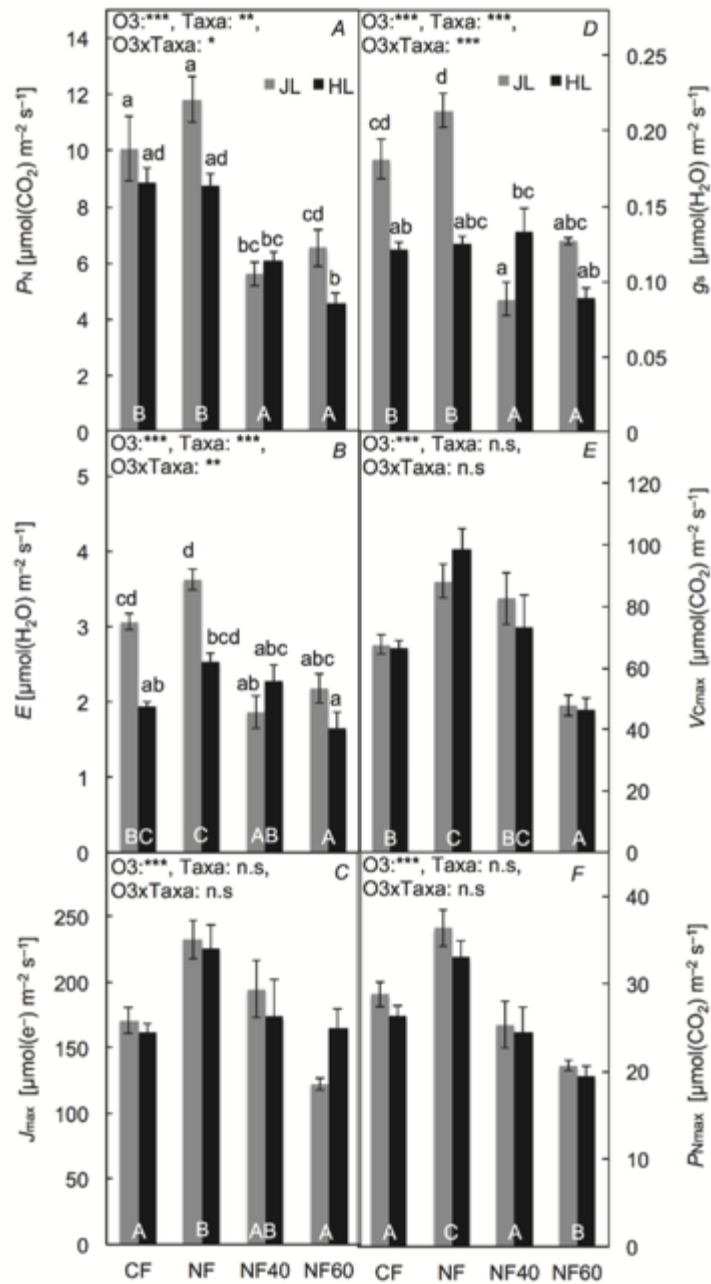 O3:***, Taxa: **,
O3xTaxa: *
A
JL HL
14
12
10
8
6
4
2
0
PN [µmol(CO2) m–2 s–1]
a
ad
a
ad
bc
bc
cd
b
B B A A
O3:***, Taxa: ***,
O3xTaxa: ***
D
JL HL
0.25
0.20
0.15
0.10
0.05
0.00
gs [µmol(H2O) m–2 s–1]
cd
ab
d
abc
a
bc
abc
ab
B B A A
O3:***, Taxa: ***,
O3xTaxa: **
B
5
4
3
2
1
0
E [µmol(H2O) m–2 s–1]
cd
ab
d
bcd
ab
abc
abc
a
BC C AB A
O3:***, Taxa: n.s,
O3xTaxa: n.s
E
120
100
80
60
40
20
0
VCmax [µmol(CO2) m–2 s–1]
B C BC A
O3:***, Taxa: n.s,
O3xTaxa: n.s
C
250
200
150
100
50
0
Jmax [µmol(e–) m–2 s–1]
A B AB A
CF NF NF40 NF60
O3:***, Taxa: n.s,
O3xTaxa: n.s
F
40
30
20
10
0
PNmax [µmol(CO2) m–2 s–1]
A C A B
CF NF NF40 NF60